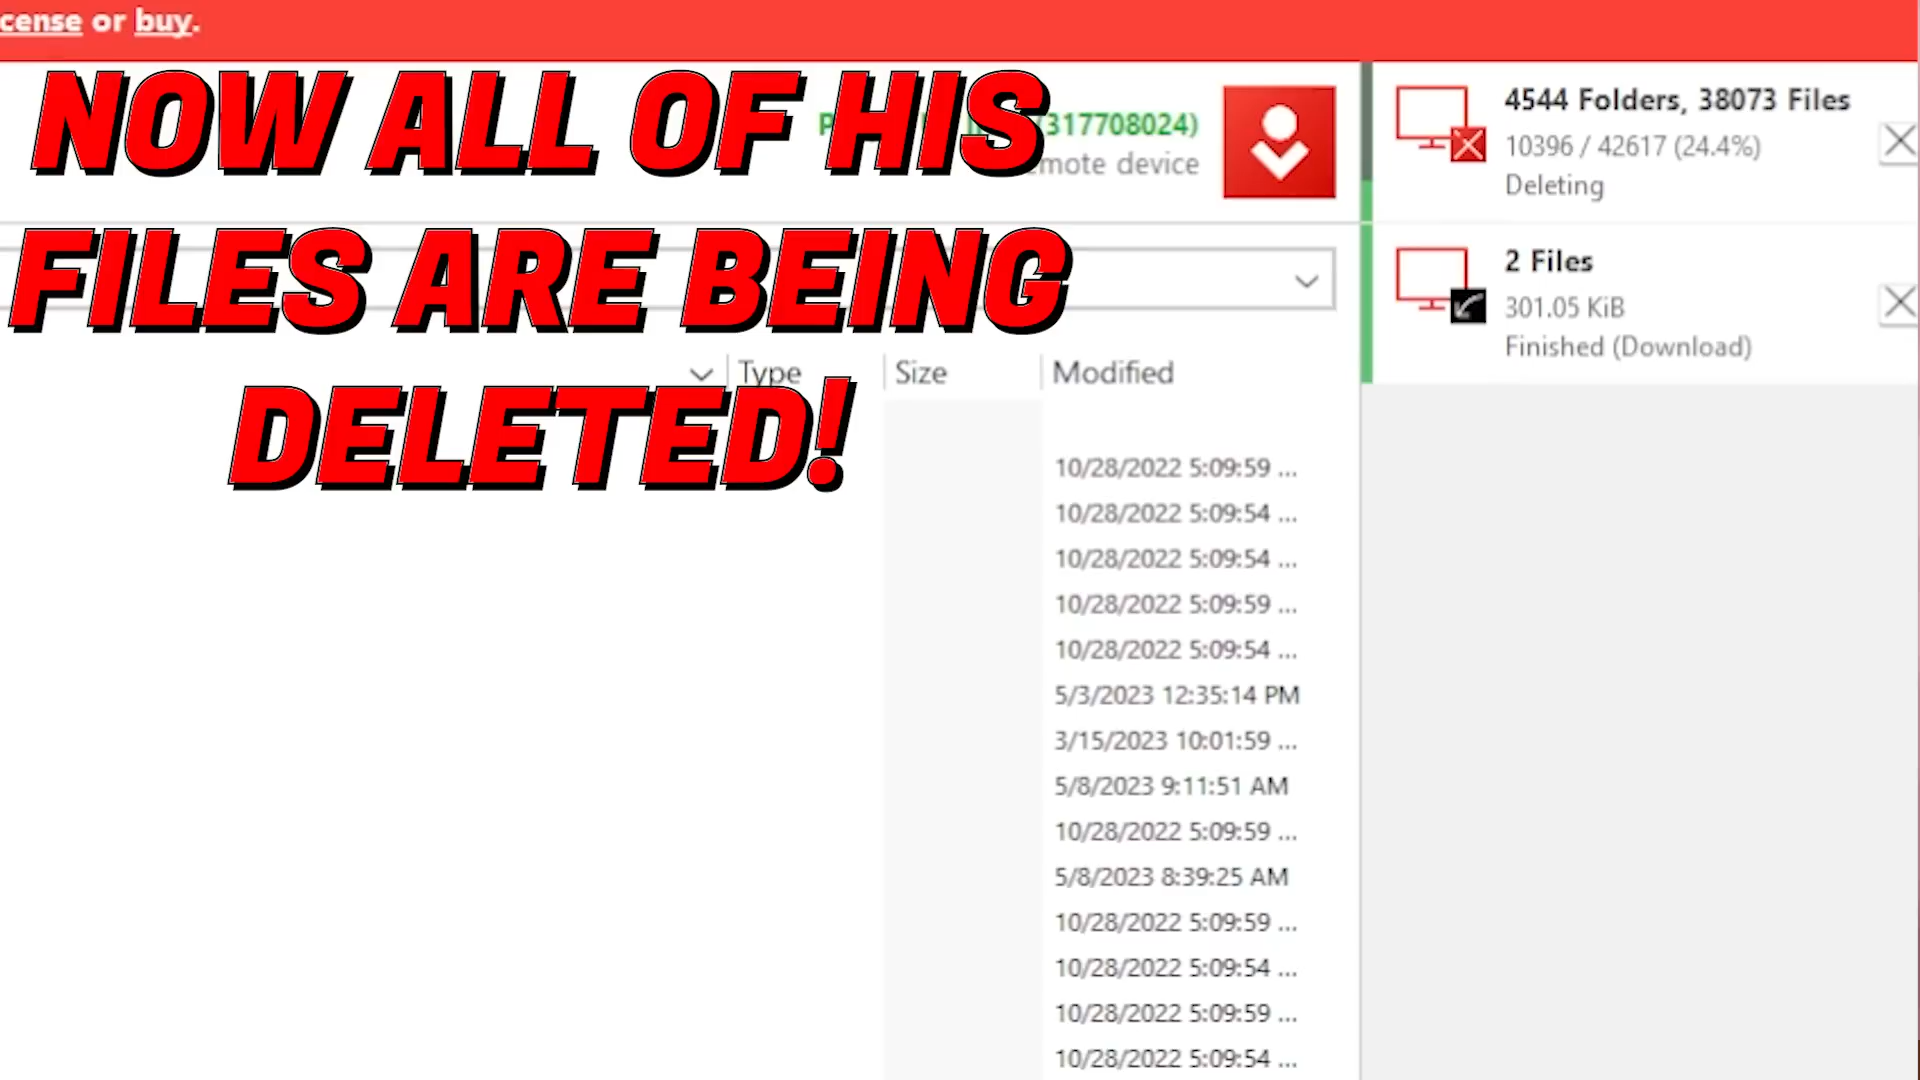 cense or buy.
NOW ALL OF HIS
FILES ARE BEING
DELETED!
317708024)
emote device
Type
Size
Modified
10/28/2022 5:09:59 ...
10/28/2022 5:09:54 ...
10/28/2022 5:09:54 ...
10/28/2022 5:09:59 ...
10/28/2022 5:09:54 ...
5/3/2023 12:35:14 PM
3/15/2023 10:01:59 ...
5/8/2023 9:11:51 AM
10/28/2022 5:09:59 ...
5/8/2023 8:39:25 AM
10/28/2022 5:09:59 ...
10/28/2022 5:09:54 ...
10/28/2022 5:09:59 ...
10/28/2022 5:09:54 ...
4544 Folders, 38073 Files
10396 / 42617 (24.4%)
Deleting
2 Files
301.05 KiB
Finished (Download)